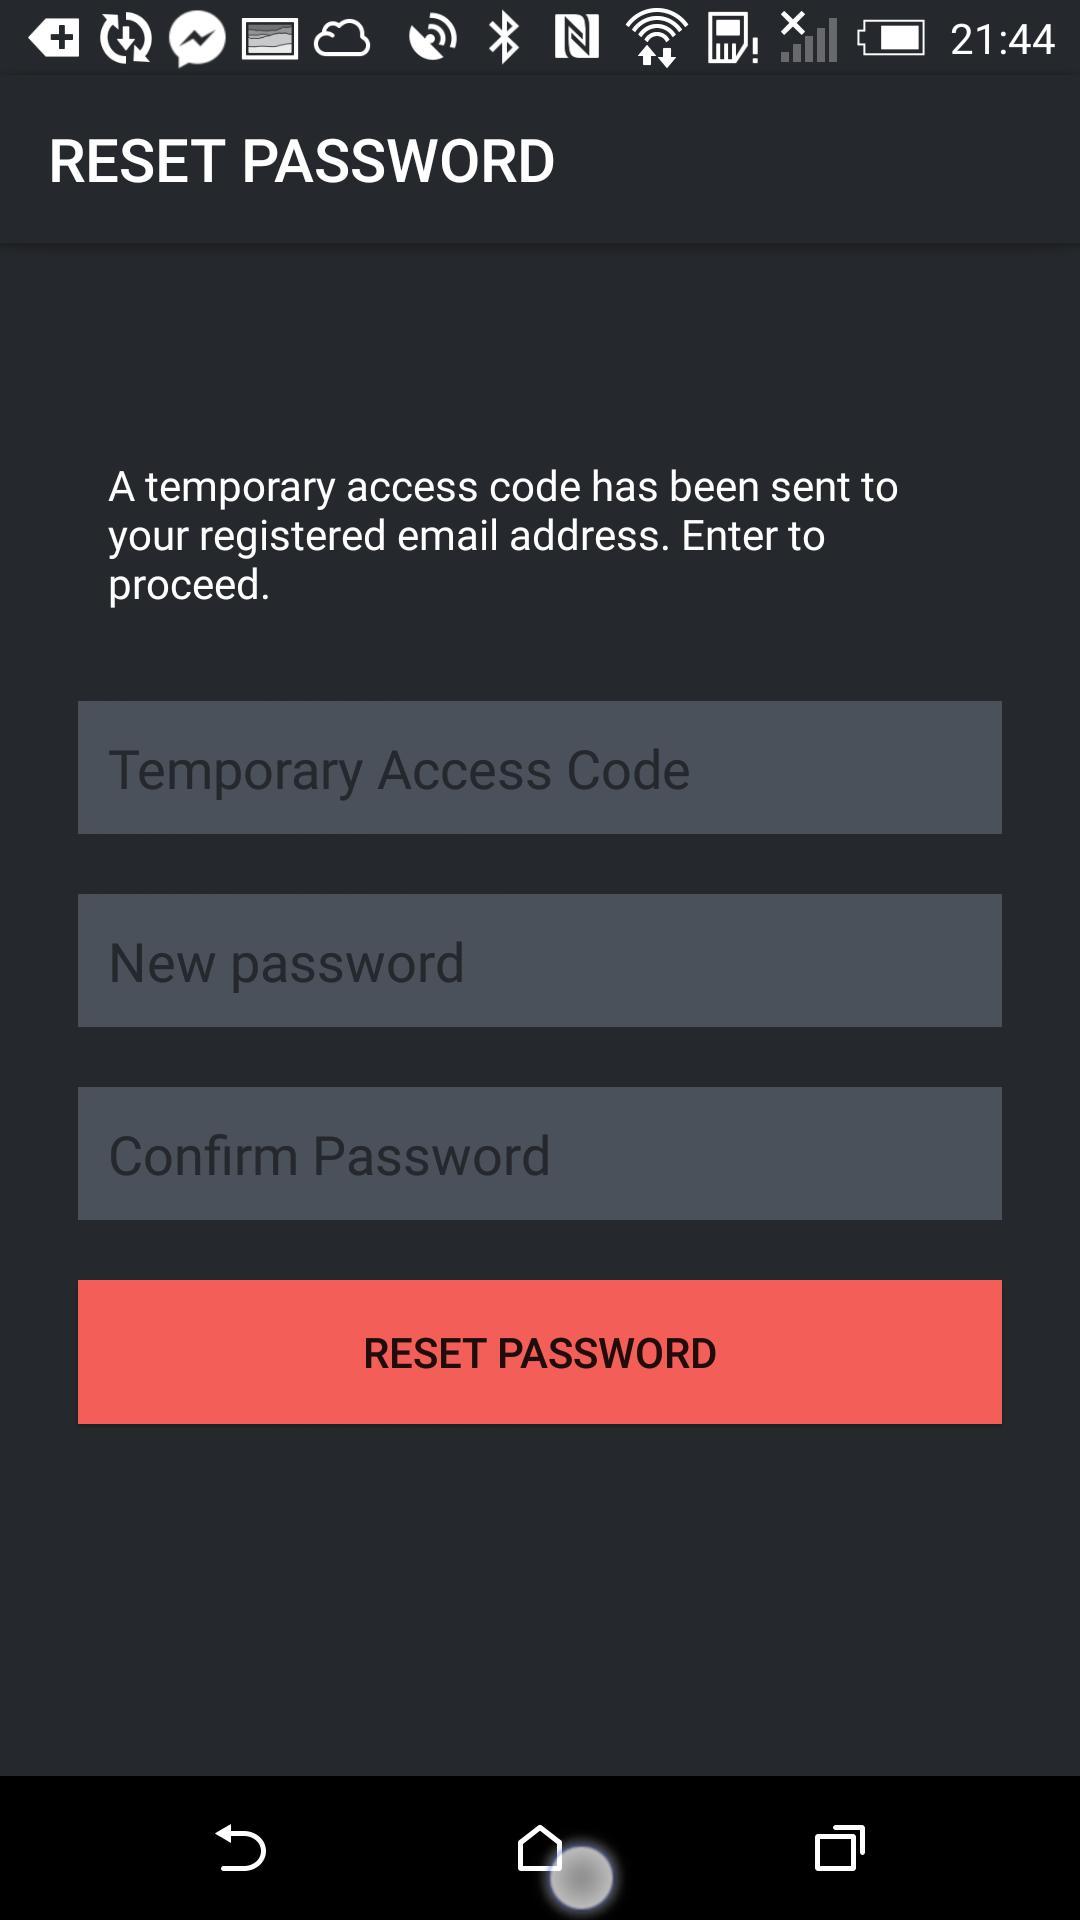 21:44
RESET PASSWORD
A temporary access code has been sent to
your registered email address. Enter to
proceed.
Temporary Access Code
New password
Confirm Password
RESET PASSWORD